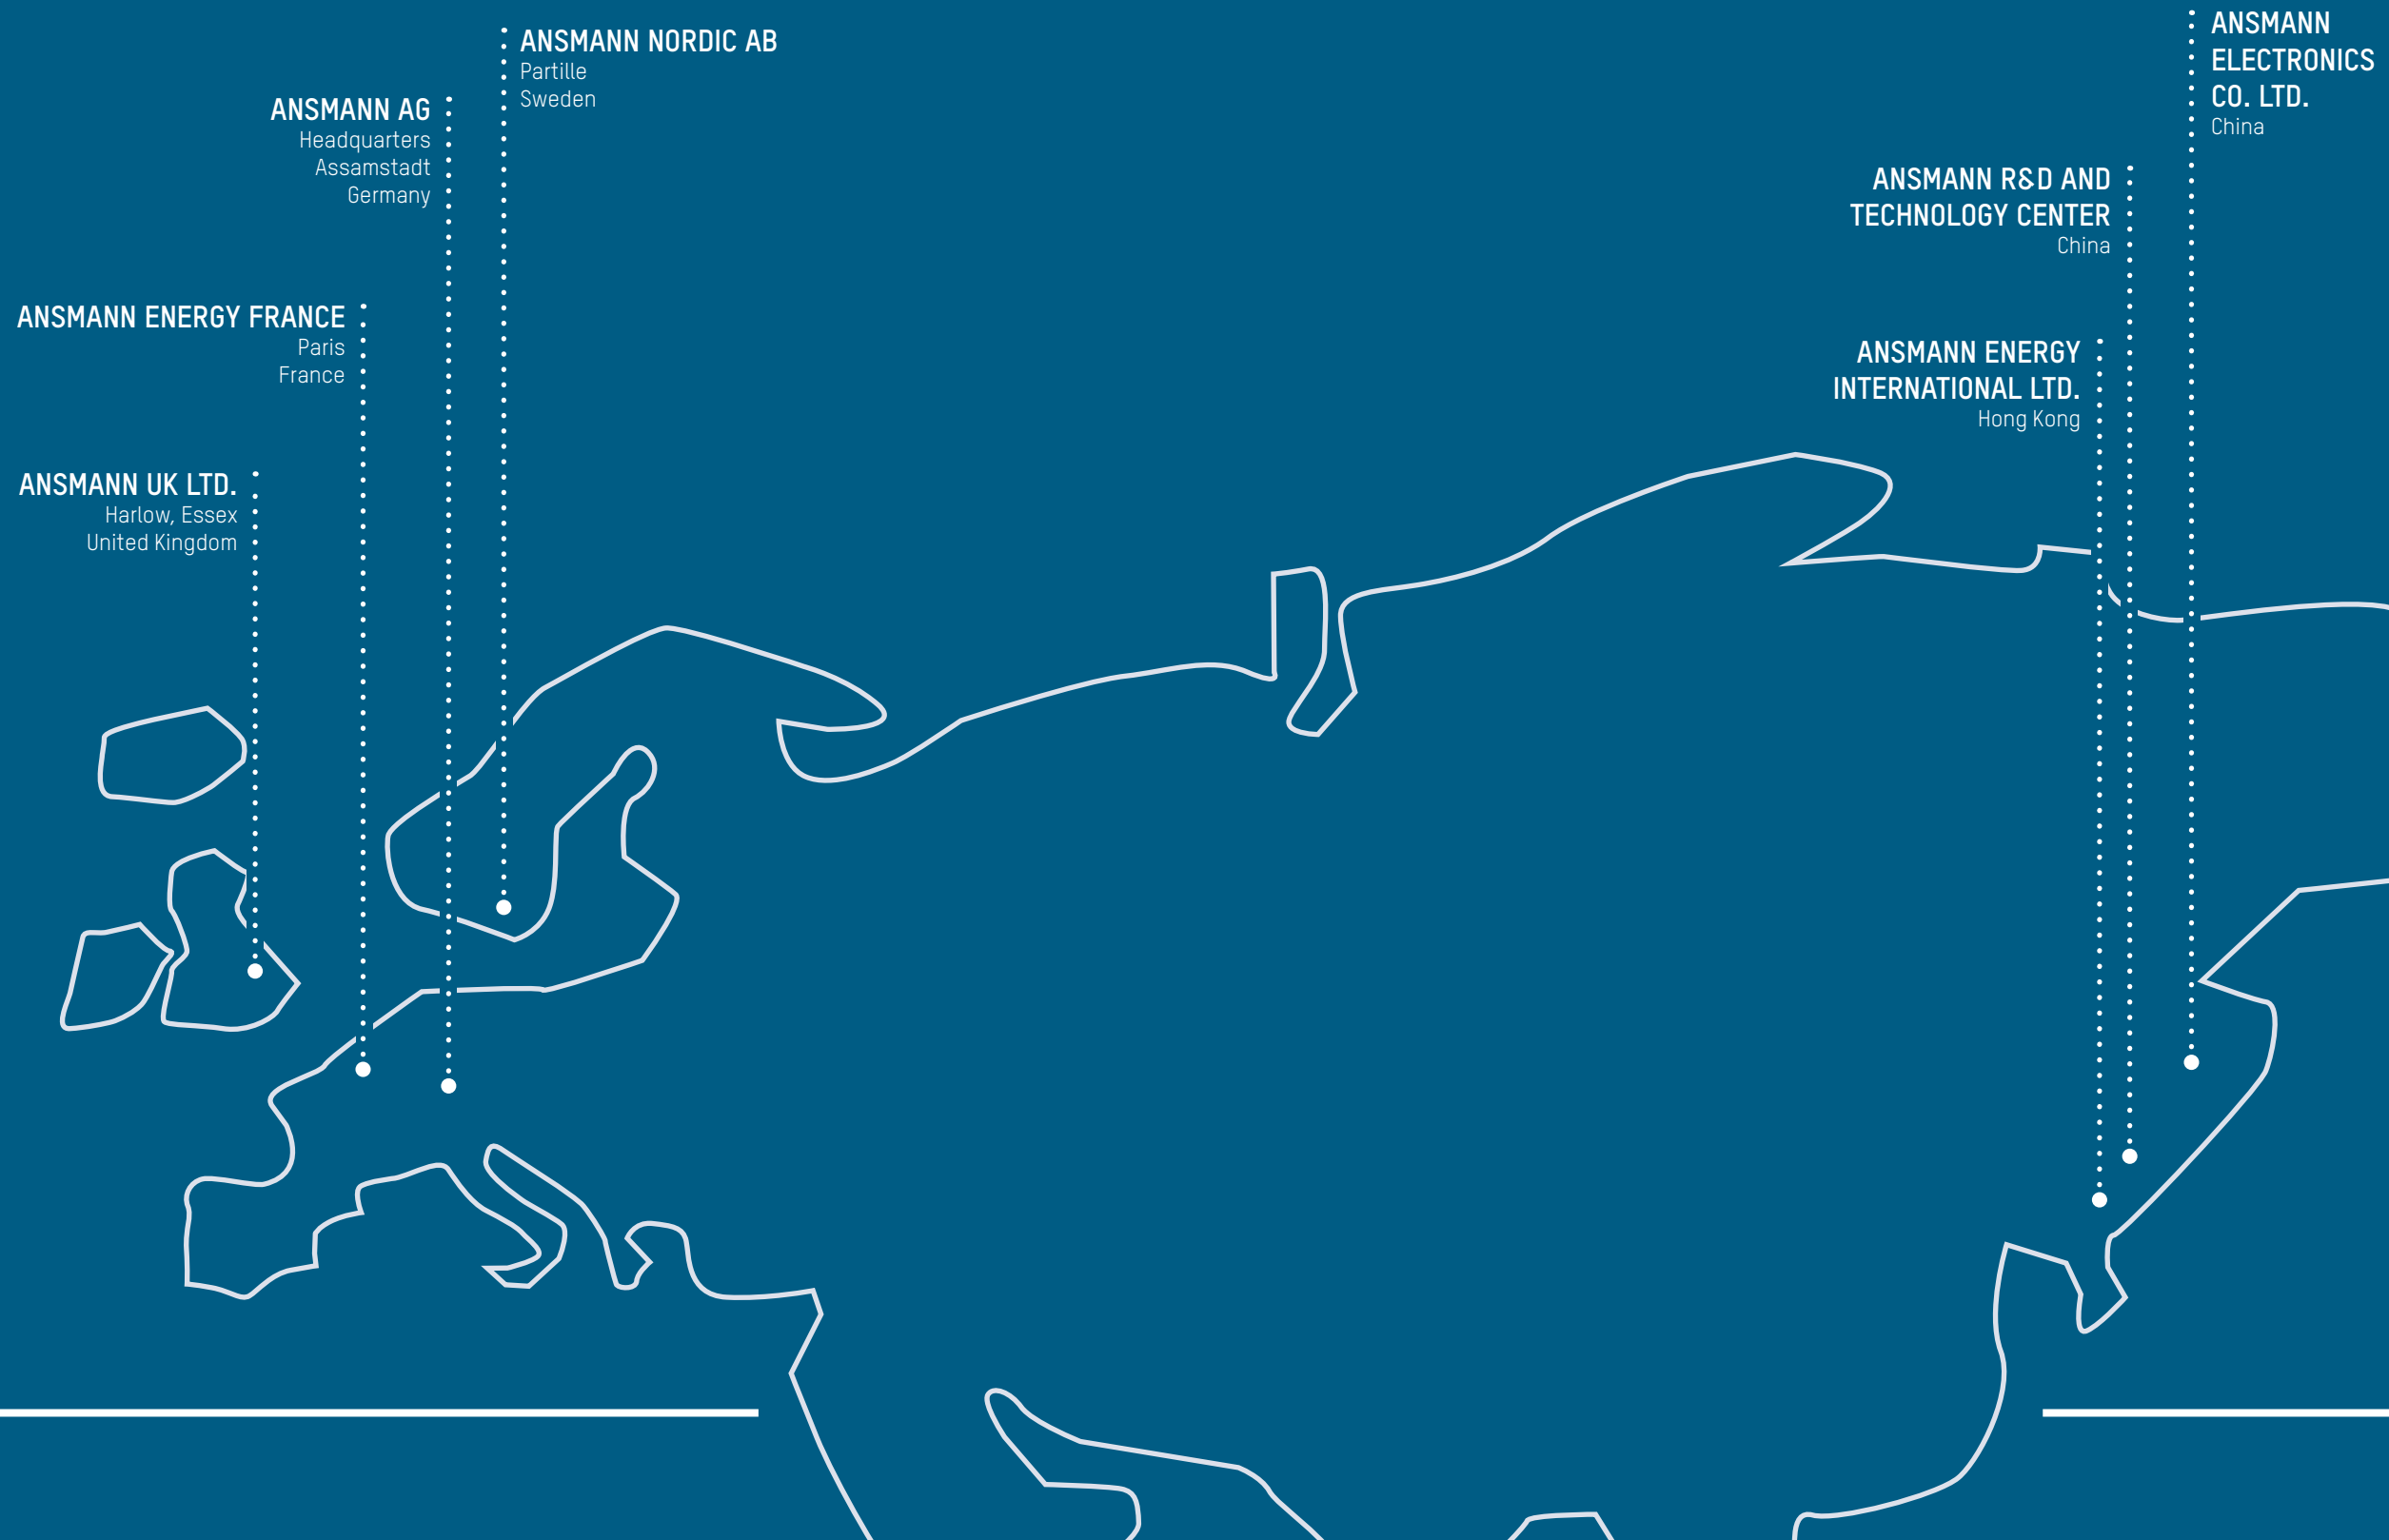 ANSMANN NORDIC AB
Partille
Sweden
ANSMANN AG
Headquarters
Assamstadt
Germany
ANSMANN ENERGY FRANCE
Paris
France
ANSMANN UK LTD.
Harlow, Essex
United Kingdom
ANSMANN
ELECTRONICS
CO. LTD.
China
ANSMANN R&D AND
TECHNOLOGY CENTER
China
ANSMANN ENERGY
INTERNATIONAL LTD.
Hong Kong